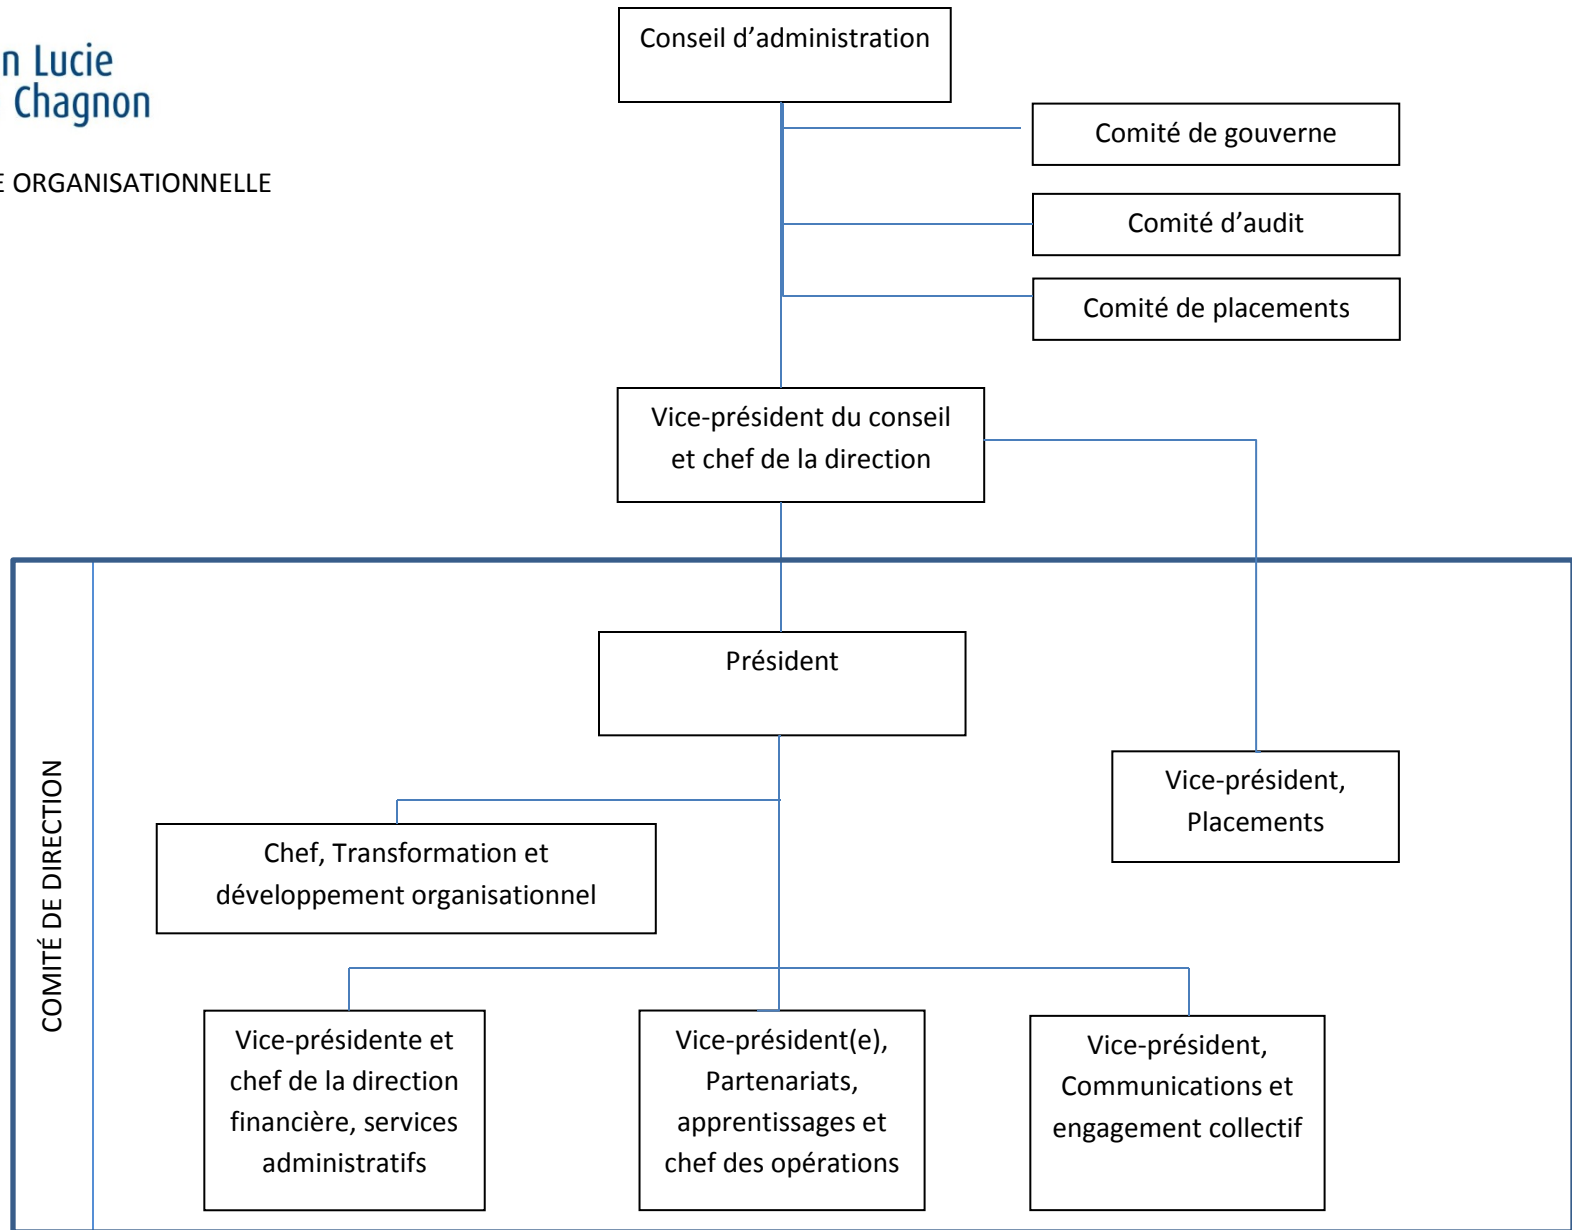 n Lucie
Chagnon
E ORGANISATIONNELLE
Conseil d’administration
Comité de gouverne
Comité d’audit
Comité de placements
Vice-président du conseil
et chef de la direction
COMITÉ DE DIRECTION
Président
Vice-président,
Placements
Chef, Transformation et
développement organisationnel
Vice-présidente et
chef de la direction
financière, services
administratifs
Vice-président(e),
Partenariats,
apprentissages et
chef des opérations
Vice-président,
Communications et
engagement collectif